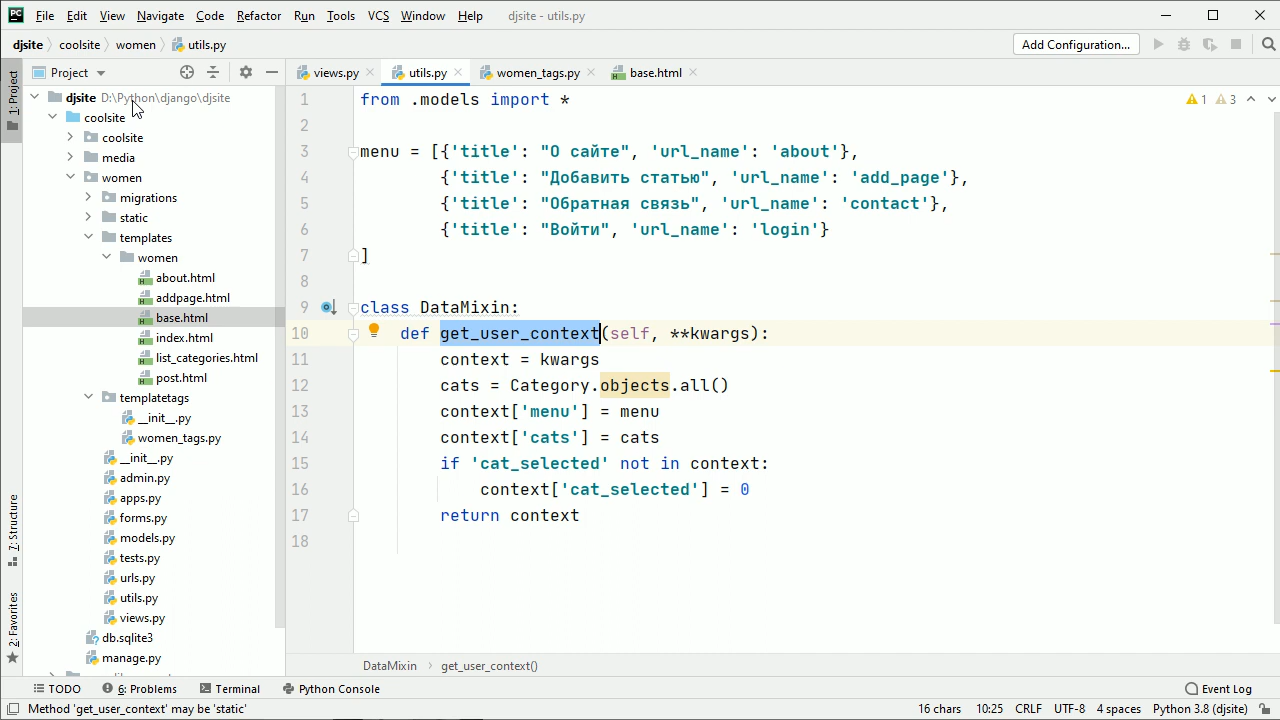 File Edit View Navigate Code Refactor Run Tools VCS Window Help djsite - utils.py
djsite coolsite women utils.py Add Configuration...
Project views.py utils.py women_tags.py base.html
1: Project
7: Structure
2: Favorites
djsite D:\Python\django\djsite
coolsite
coolsite
media
women
migrations
static
templates
women
about.html
addpage.html
base.html
index.html
list_categories.html
post.html
templatetags
__init__.py
women_tags.py
__init__.py
admin.py
apps.py
forms.py
models.py
tests.py
urls.py
utils.py
views.py
db.sqlite3
manage.py
1 from .models import * 1 3
2
3 menu = [{'title': "О сайте", 'url_name': 'about'},
4 {'title': "Добавить статью", 'url_name': 'add_page'},
5 {'title': "Обратная связь", 'url_name': 'contact'},
6 {'title': "Войти", 'url_name': 'login'}
7 ]
8
9 class DataMixin:
10 def get_user_context(self, **kwargs):
11 context = kwargs
12 cats = Category.objects.all()
13 context['menu'] = menu
14 context['cats'] = cats
15 if 'cat_selected' not in context:
16 context['cat_selected'] = 0
17 return context
18
DataMixin get_user_context()
TODO 6: Problems Terminal Python Console Event Log
Method 'get_user_context' may be 'static' 16 chars 10:25 CRLF UTF-8 4 spaces Python 3.8 (djsite)